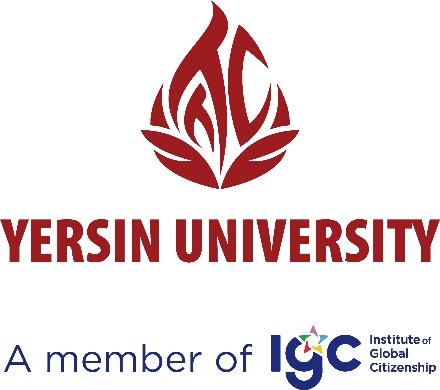 YERSIN UNIVERSITY
A member of IgC Institute of
Global
Citizenship